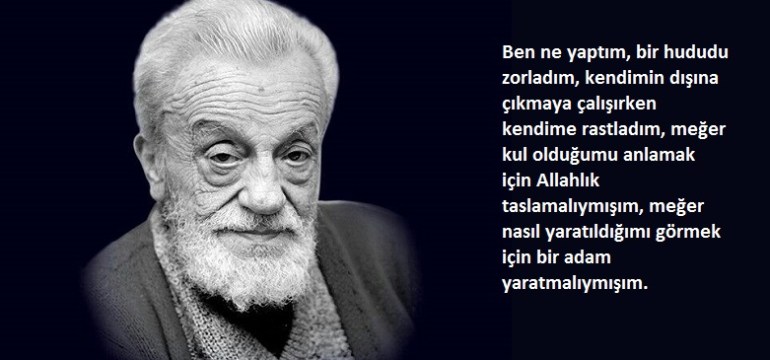 Ben ne yaptım, bir hududu
zorladım, kendimin dışına
çıkmaya çalışırken
kendime rastladım, meğer
kul olduğumu anlamak
için Allahlık
taslamalıymışım, meğer
nasıl yaratıldığımı görmek
için bir adam
yaratmalıymışım.